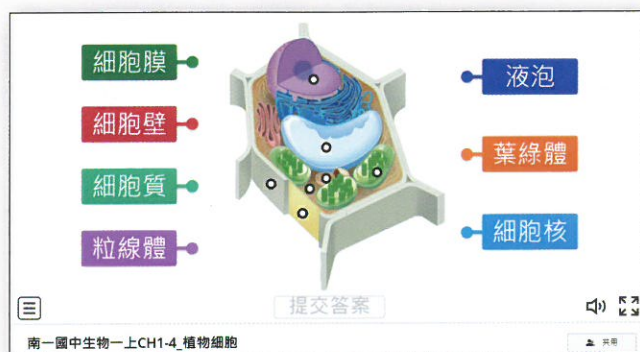 細胞膜
細胞壁
細胞質
粒線體
液泡
葉綠體
細胞核
提交答案
南一國中生物一上CH1-4_植物細胞
共用